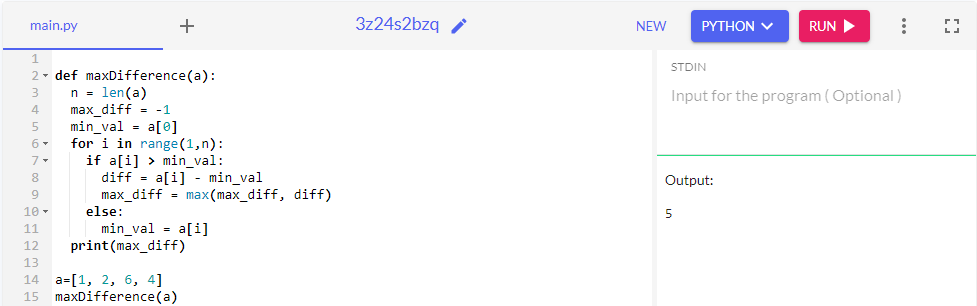 main.py + 3z24s2bzq NEW PYTHON RUN
STDIN
Input for the program ( Optional )
Output:
5
1
2 def maxDifference(a):
3   n = len(a)
4   max_diff = -1
5   min_val = a[0]
6   for i in range(1,n):
7     if a[i] > min_val:
8       diff = a[i] - min_val
9       max_diff = max(max_diff, diff)
10     else:
11       min_val = a[i]
12   print(max_diff)
13
14 a=[1, 2, 6, 4]
15 maxDifference(a)